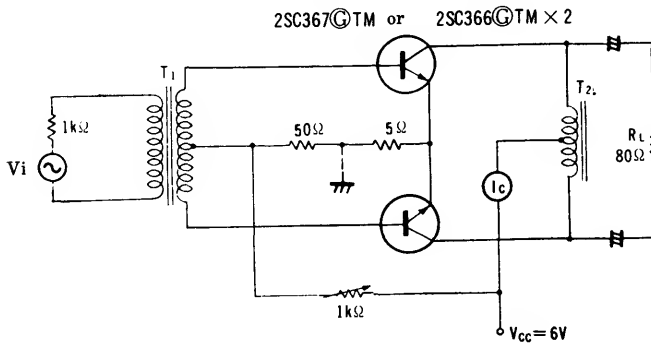 2SC367ⒼTM or 2SC366ⒼTM × 2
T₁
1kΩ
Vi
50Ω
5Ω
T₂
RL
80Ω
Ic
1kΩ
Vcc=6V